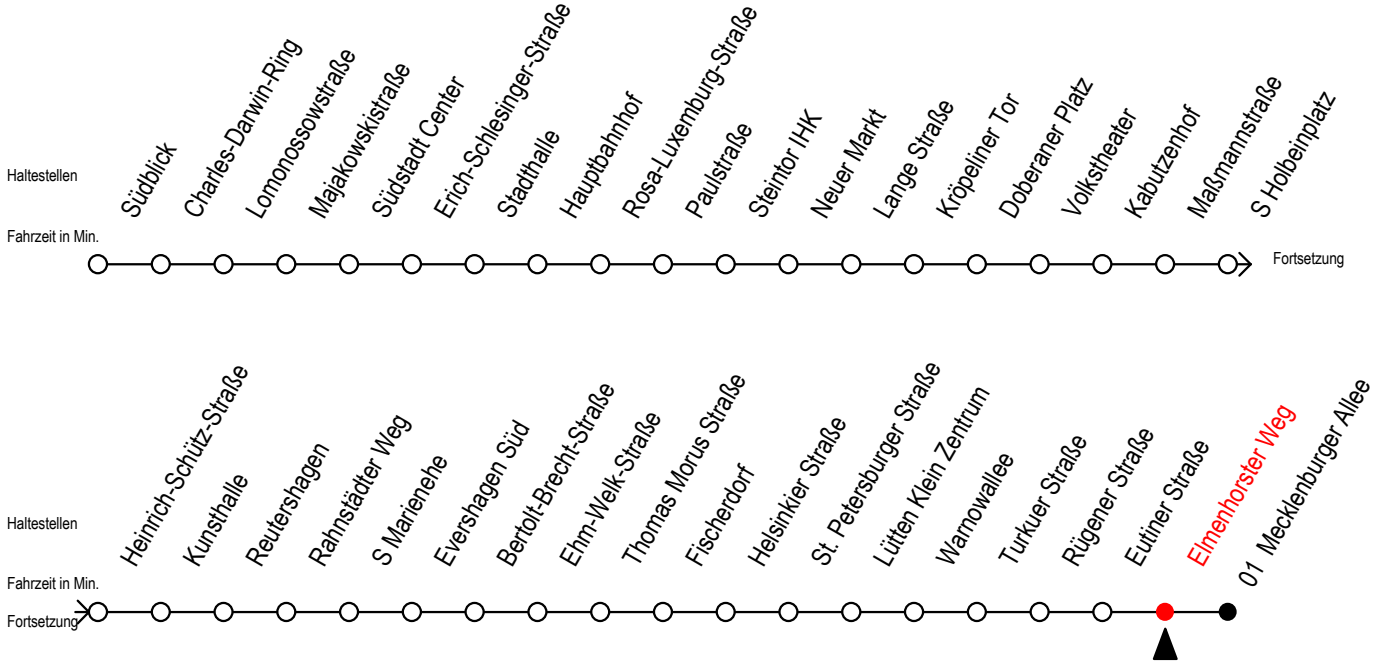 Haltestellen
Südblick
Charles-Darwin-Ring
Lomonossowstraße
Majakowskistraße
Südstadt Center
Erich-Schlesinger-Straße
Stadthalle
Hauptbahnhof
Rosa-Luxemburg-Straße
Paulstraße
Steintor IHK
Neuer Markt
Lange Straße
Kröpeliner Tor
Doberaner Platz
Volkstheater
Kabutzenhof
Maßmannstraße
S Holbeinplatz
Fahrzeit in Min.
Fortsetzung
Haltestellen
Heinrich-Schütz-Straße
Kunsthalle
Reutershagen
Rahnstädter Weg
S Marienehe
Evershagen Süd
Bertolt-Brecht-Straße
Ehm-Welk-Straße
Thomas Morus Straße
Fischerdorf
Helsinkier Straße
St. Petersburger Straße
Lütten Klein Zentrum
Warnowallee
Turkuer Straße
Rügener Straße
Eutiner Straße
Elmenhorster Weg
01 Mecklenburger Allee
Fahrzeit in Min.
Fortsetzung